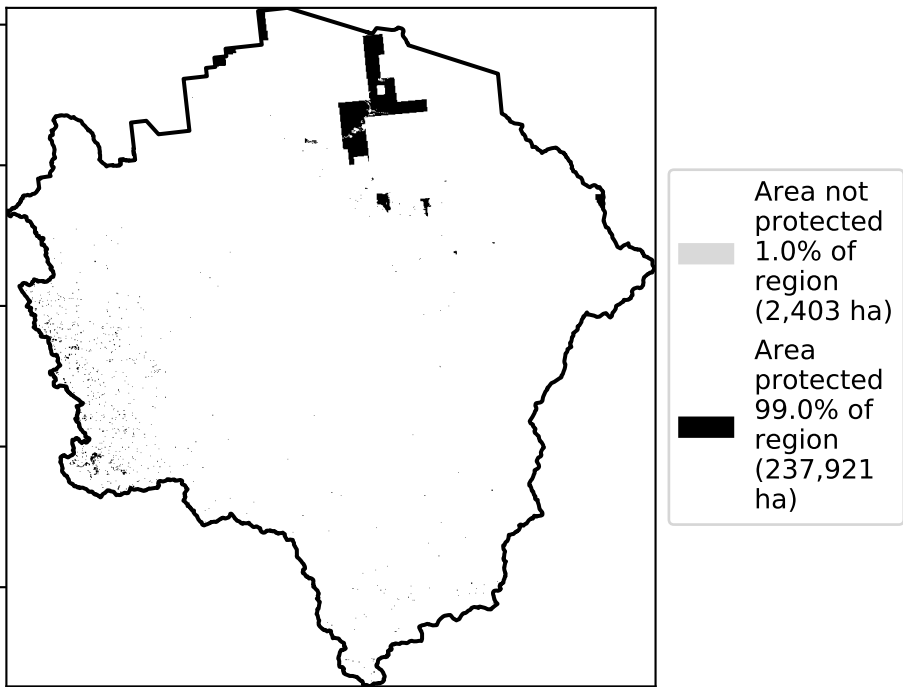 Area not
protected
1.0% of
region
(2,403 ha)
Area
protected
99.0% of
region
(237,921
ha)